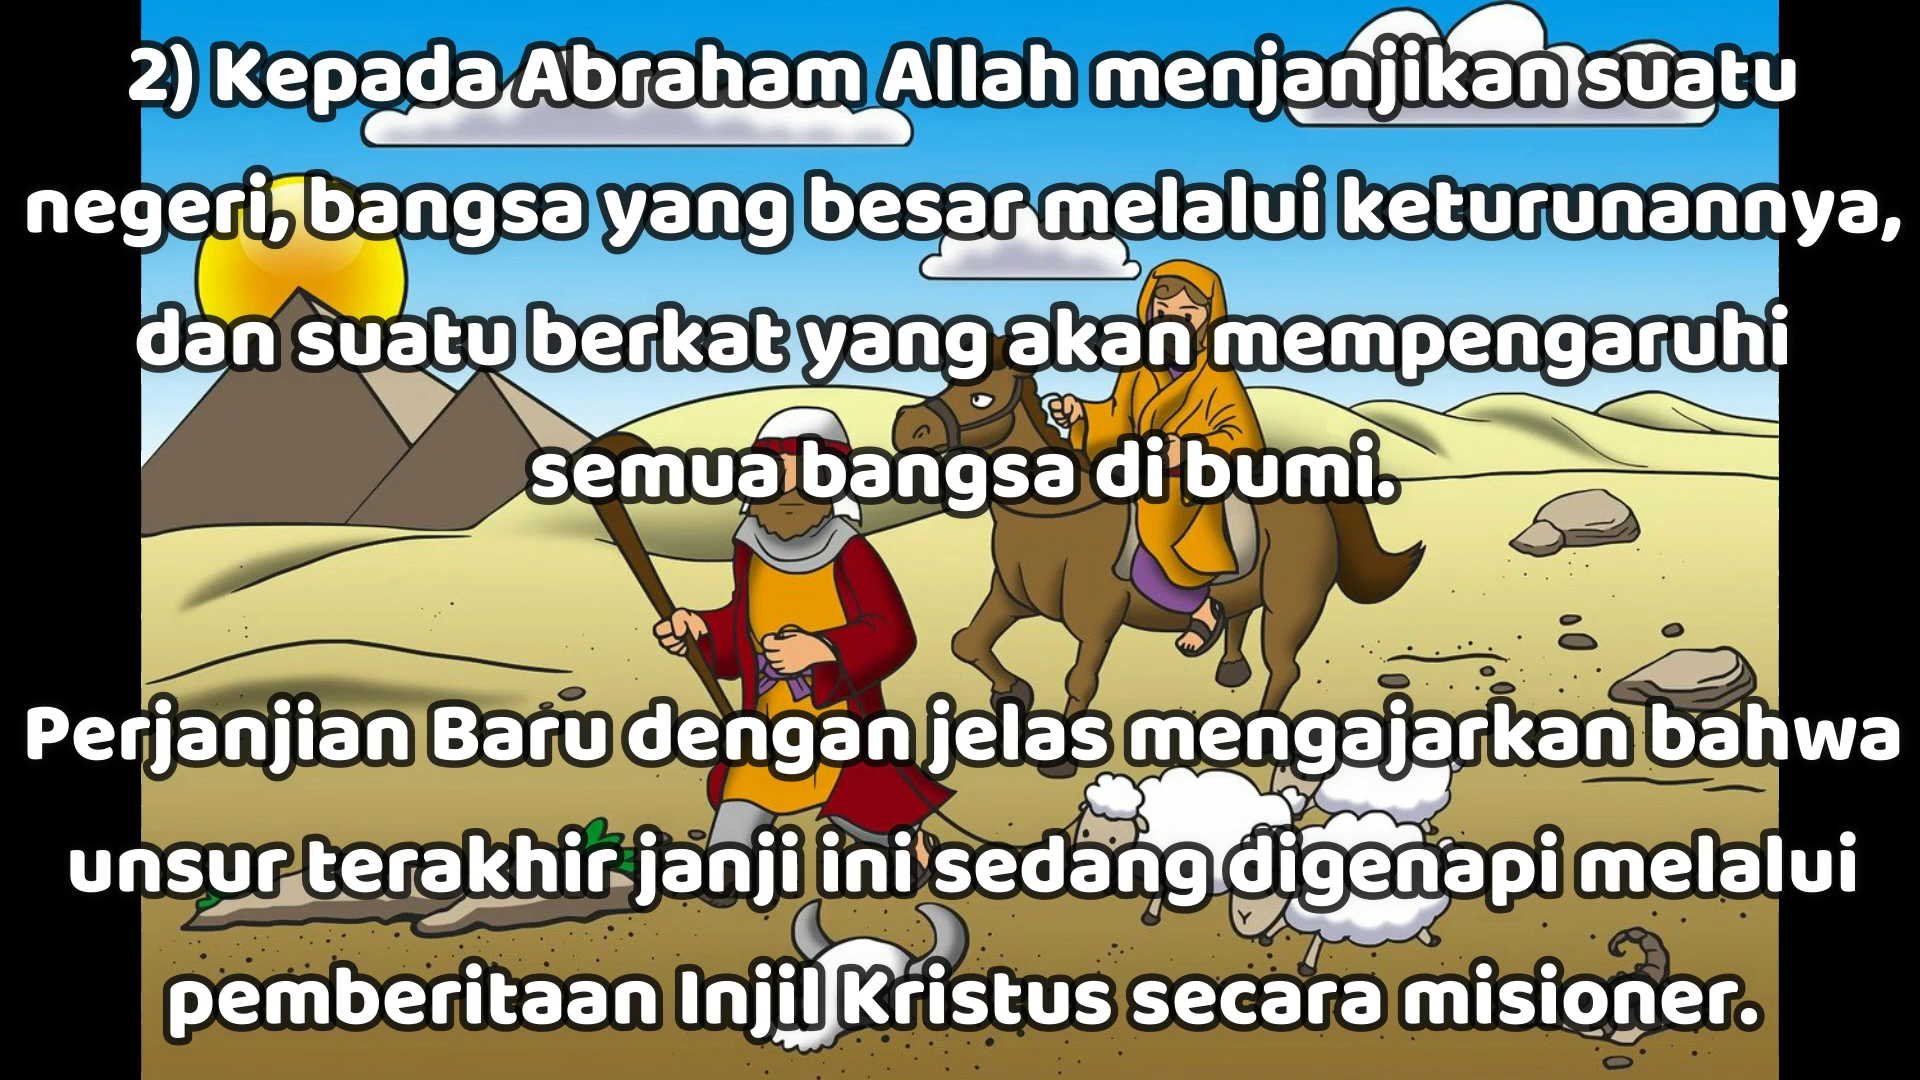 2) Kepada Abraham Allah menjanjikan suatu
negeri, bangsa yang besar melalui keturunannya,
dan suatu berkat yang akan mempengaruhi
semua bangsa di bumi.
Perjanjian Baru dengan jelas mengajarkan bahwa
unsur terakhir janji ini sedang digenapi melalui
pemberitaan Injil Kristus secara misioner.